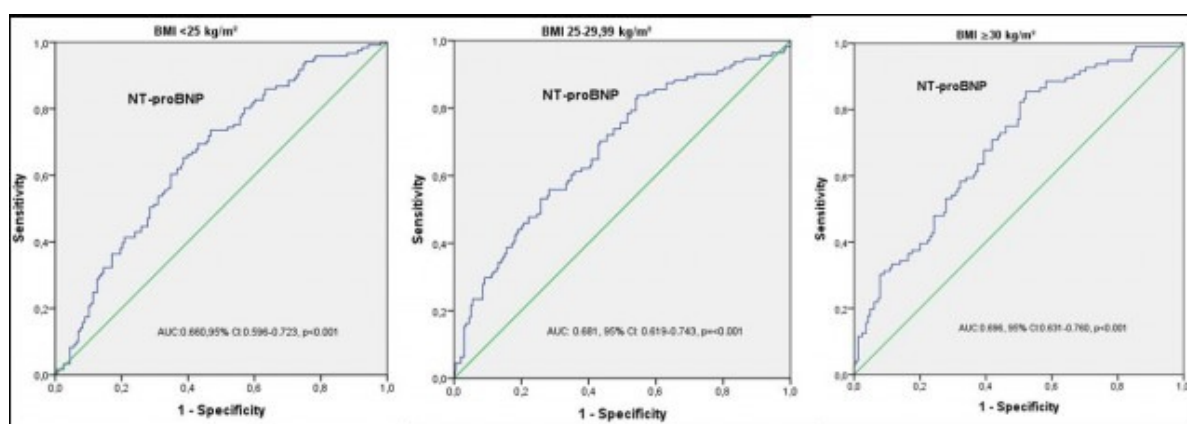 BMI <25 kg/m²
NT-proBNP
AUC:0.660,95% CI:0.596-0.723, p<0.001
Sensitivity
1,0
0,8
0,6
0,4
0,2
0,0
0,0 0,2 0,4 0,6 0,8 1,0
1 - Specificity
BMI 25-29,99 kg/m²
NT-proBNP
AUC: 0.681, 95% CI: 0.619-0.743, p=<0.001
Sensitivity
1,0
0,8
0,6
0,4
0,2
0,0
0,0 0,2 0,4 0,6 0,8 1,0
1 - Specificity
BMI ≥30 kg/m²
NT-proBNP
AUC:0.696, 95% CI:0.631-0.760, p<0.001
Sensitivity
1,0
0,8
0,6
0,4
0,2
0,0
0,0 0,2 0,4 0,6 0,8 1,0
1 - Specificity